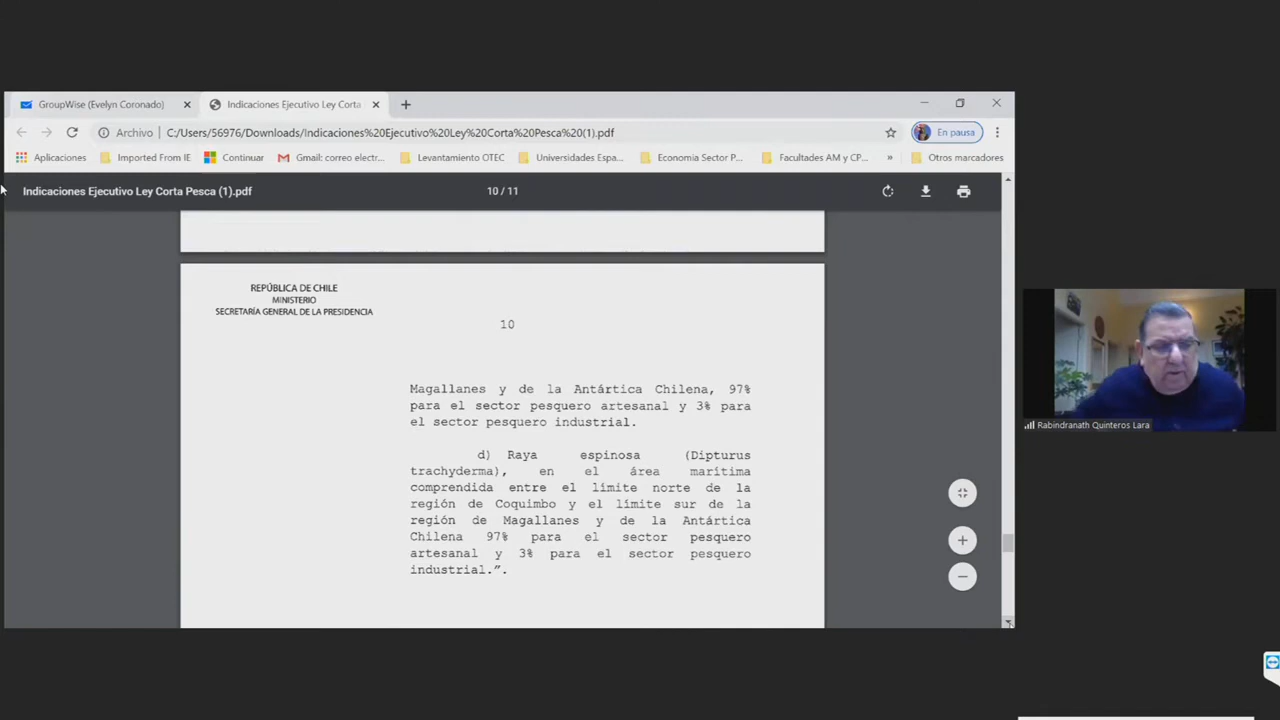 GroupWise (Evelyn Coronado)
Indicaciones Ejecutivo Ley Corta
Archivo
C:/Users/56976/Downloads/Indicaciones%20Ejecutivo%20Ley%20Corta%20Pesca%20(1).pdf
En pausa
Aplicaciones
Imported From IE
Continuar
Gmail: correo electr...
Levantamiento OTEC
Universidades Espa...
Economia Sector P...
Facultades AM y CP...
»
Otros marcadores
Indicaciones Ejecutivo Ley Corta Pesca (1).pdf
10 / 11
REPÚBLICA DE CHILE
MINISTERIO
SECRETARÍA GENERAL DE LA PRESIDENCIA
10
Magallanes y de la Antártica Chilena, 97%
para el sector pesquero artesanal y 3% para
el sector pesquero industrial.
d) Raya espinosa (Dipturus
trachyderma), en el área marítima
comprendida entre el límite norte de la
región de Coquimbo y el límite sur de la
región de Magallanes y de la Antártica
Chilena 97% para el sector pesquero
artesanal y 3% para el sector pesquero
industrial.”.
Rabindranath Quinteros Lara